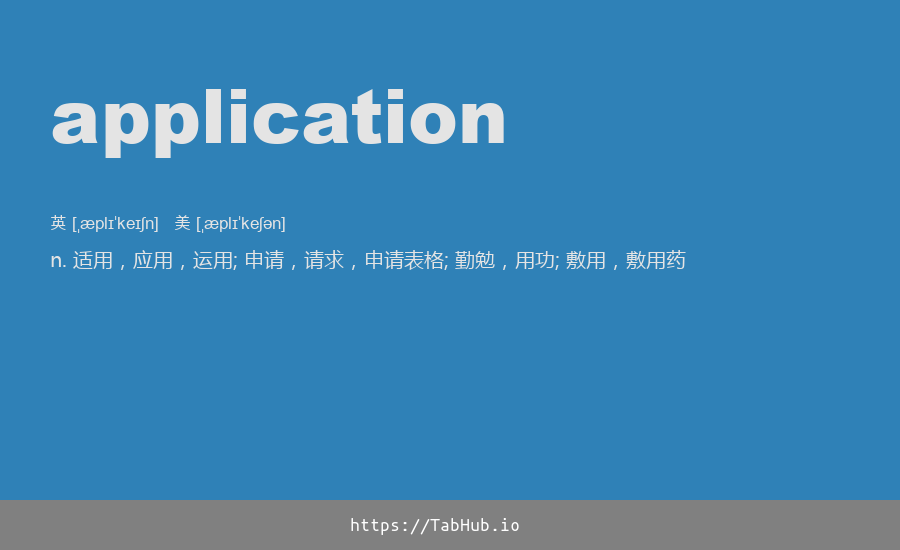 application
英 [ˌæplɪˈkeɪʃn] 美 [ˌæplɪˈkeʃən]
n. 适用，应用，运用; 申请，请求，申请表格; 勤勉，用功; 敷用，敷用药
https://TabHub.io